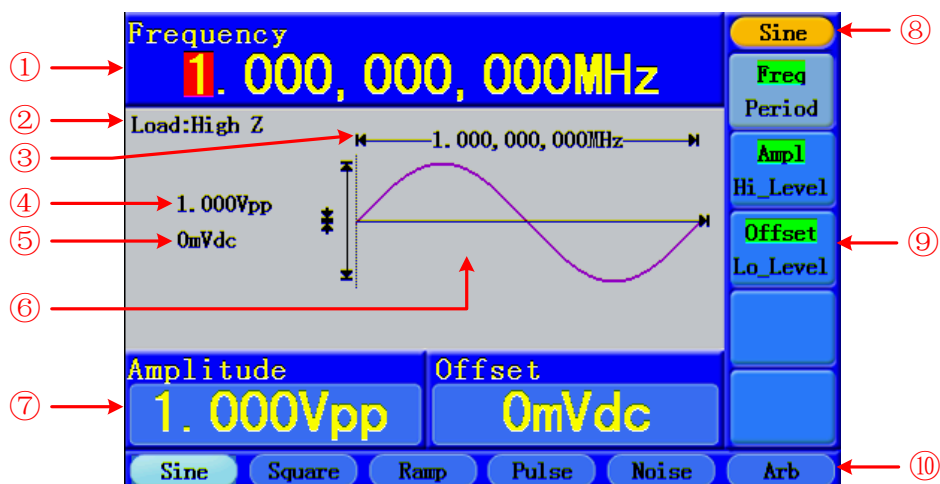 Frequency
Sine
⑧
①
1. 000, 000, 000MHz
Freq
Period
②
Load:High Z
③
1. 000, 000, 000MHz
Ampl
Hi_Level
④
1. 000Vpp
⑤
0mVdc
Offset
Lo_Level
⑨
⑥
Amplitude
Offset
⑦
1. 000Vpp
0mVdc
Sine
Square
Ramp
Pulse
Noise
Arb
⑩